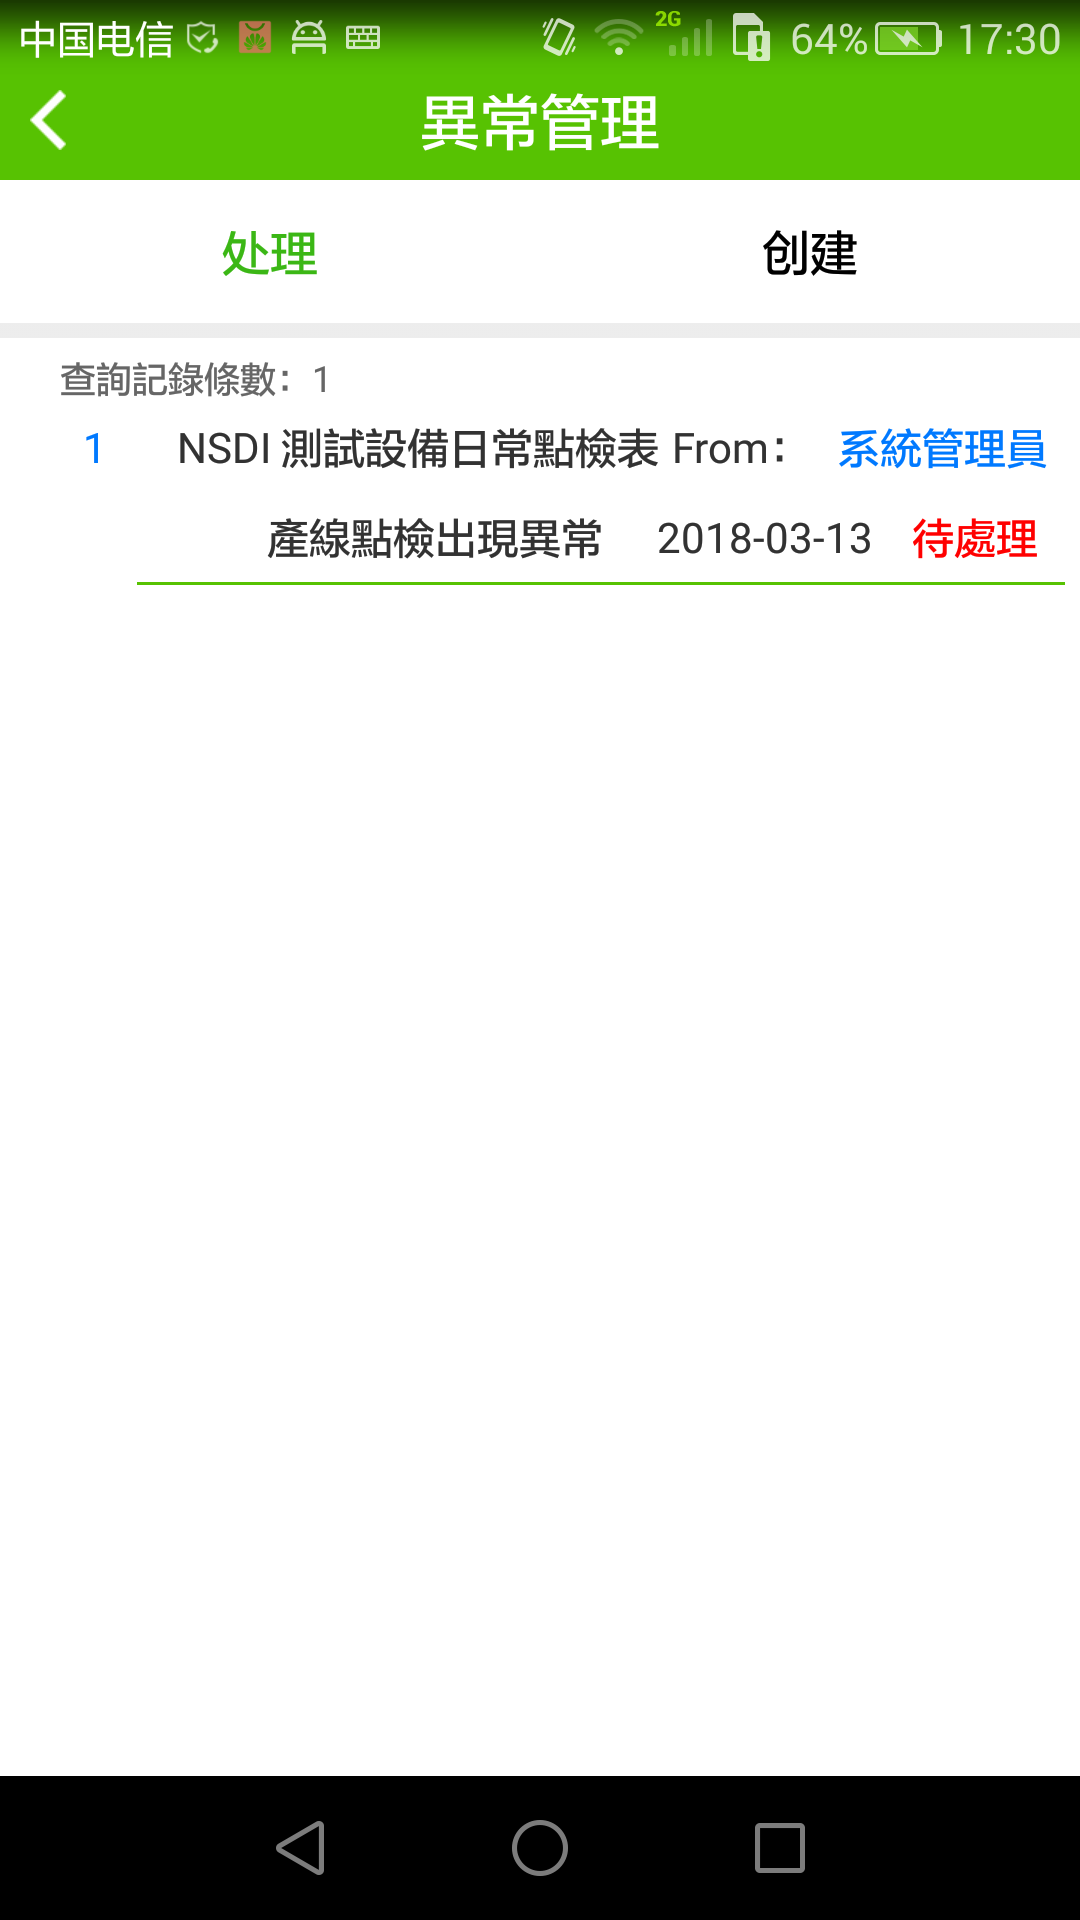 中国电信 2G 64% 17:30
異常管理
处理 创建
查詢記錄條數：1
1 NSDI 測試設備日常點檢表 From： 系統管理員
產線點檢出現異常 2018-03-13 待處理